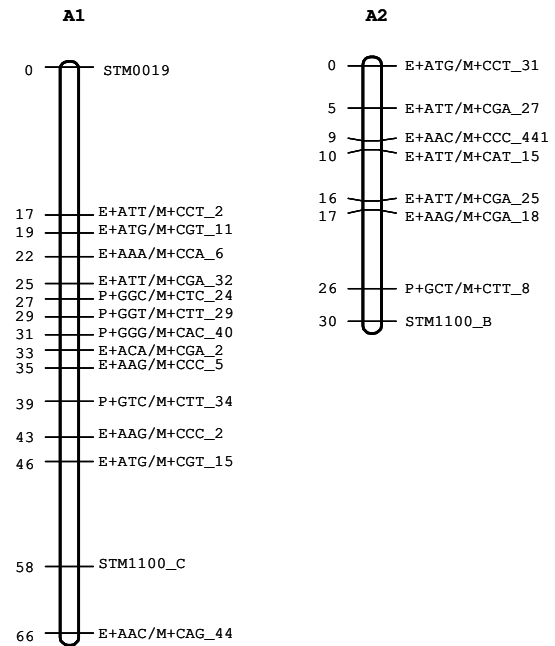 A1
0 STM0019
17 E+ATT/M+CCT_2
19 E+ATG/M+CGT_11
22 E+AAA/M+CCA_6
25 E+ATT/M+CGA_32
27 P+GGC/M+CTC_24
29 P+GGT/M+CTT_29
31 P+GGG/M+CAC_40
33 E+ACA/M+CGA_2
35 E+AAG/M+CCC_5
39 P+GTC/M+CTT_34
43 E+AAG/M+CCC_2
46 E+ATG/M+CGT_15
58 STM1100_C
66 E+AAC/M+CAG_44
A2
0 E+ATG/M+CCT_31
5 E+ATT/M+CGA_27
9 E+AAC/M+CCC_441
10 E+ATT/M+CAT_15
16 E+ATT/M+CGA_25
17 E+AAG/M+CGA_18
26 P+GCT/M+CTT_8
30 STM1100_B